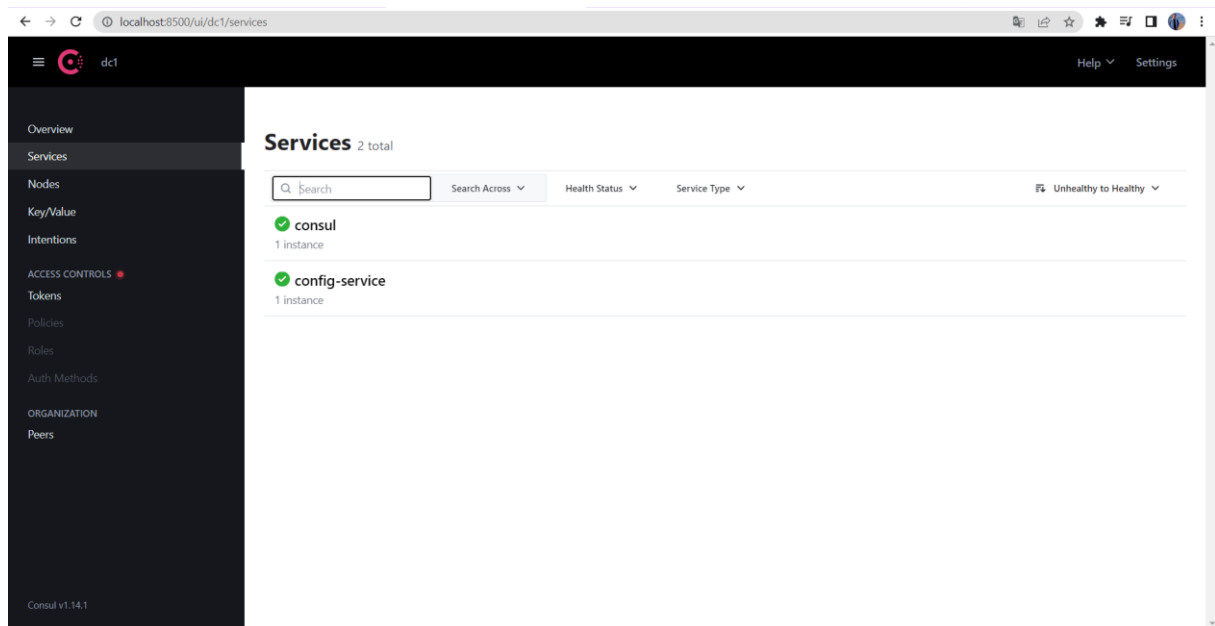 localhost:8500/ui/dc1/services
dc1
Help
Settings
Overview
Services
Nodes
Key/Value
Intentions
ACCESS CONTROLS
Tokens
Policies
Roles
Auth Methods
ORGANIZATION
Peers
Consul v1.14.1
Services 2 total
Search
Search Across
Health Status
Service Type
Unhealthy to Healthy
consul
1 instance
config-service
1 instance